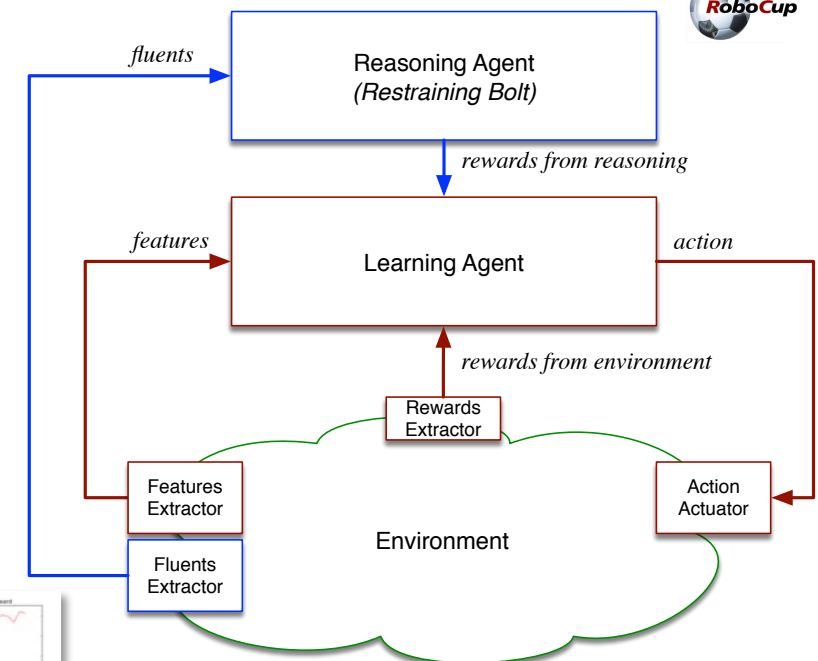 RoboCup
fluents
Reasoning Agent
(Restraining Bolt)
rewards from reasoning
features
action
Learning Agent
rewards from environment
Rewards
Extractor
Features
Extractor
Action
Actuator
Environment
Fluents
Extractor